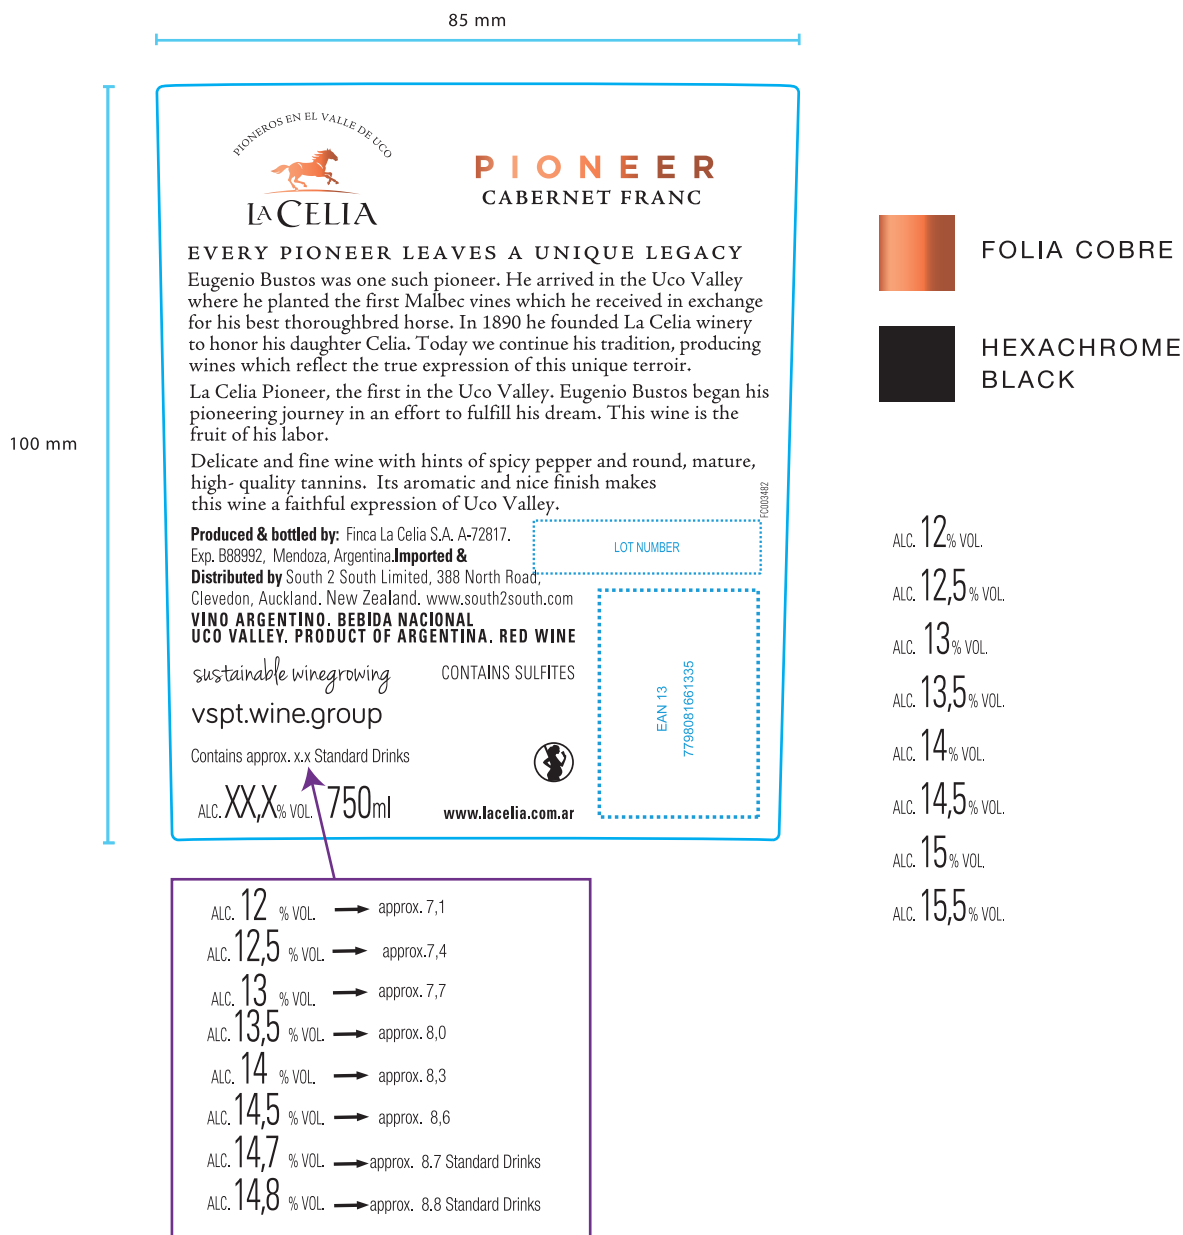 85 mm
100 mm
PIONEROS EN EL VALLE DE UCO
LA CELIA
PIONEER
CABERNET FRANC
EVERY PIONEER LEAVES A UNIQUE LEGACY
Eugenio Bustos was one such pioneer. He arrived in the Uco Valley
where he planted the first Malbec vines which he received in exchange
for his best thoroughbred horse. In 1890 he founded La Celia winery
to honor his daughter Celia. Today we continue his tradition, producing
wines which reflect the true expression of this unique terroir.
La Celia Pioneer, the first in the Uco Valley. Eugenio Bustos began his
pioneering journey in an effort to fulfill his dream. This wine is the
fruit of his labor.
Delicate and fine wine with hints of spicy pepper and round, mature,
high- quality tannins. Its aromatic and nice finish makes
this wine a faithful expression of Uco Valley.
FC003482
Produced & bottled by: Finca La Celia S.A. A-72817.
Exp. B88992, Mendoza, Argentina.Imported &
Distributed by South 2 South Limited, 388 North Road,
Clevedon, Auckland. New Zealand. www.south2south.com
VINO ARGENTINO. BEBIDA NACIONAL
UCO VALLEY. PRODUCT OF ARGENTINA. RED WINE
LOT NUMBER
sustainable winegrowing
CONTAINS SULFITES
vspt.wine.group
Contains approx. x.x Standard Drinks
ALC. XX,X% VOL. 750ml
www.lacelia.com.ar
EAN 13
7798081661335
FOLIA COBRE
HEXACHROME
BLACK
ALC. 12% VOL.
ALC. 12,5% VOL.
ALC. 13% VOL.
ALC. 13,5% VOL.
ALC. 14% VOL.
ALC. 14,5% VOL.
ALC. 15% VOL.
ALC. 15,5% VOL.
ALC. 12 % VOL. approx. 7,1
ALC. 12,5 % VOL. approx.7,4
ALC. 13 % VOL. approx. 7,7
ALC. 13,5 % VOL. approx. 8,0
ALC. 14 % VOL. approx. 8,3
ALC. 14,5 % VOL. approx. 8,6
ALC. 14,7 % VOL. approx. 8.7 Standard Drinks
ALC. 14,8 % VOL. approx. 8.8 Standard Drinks